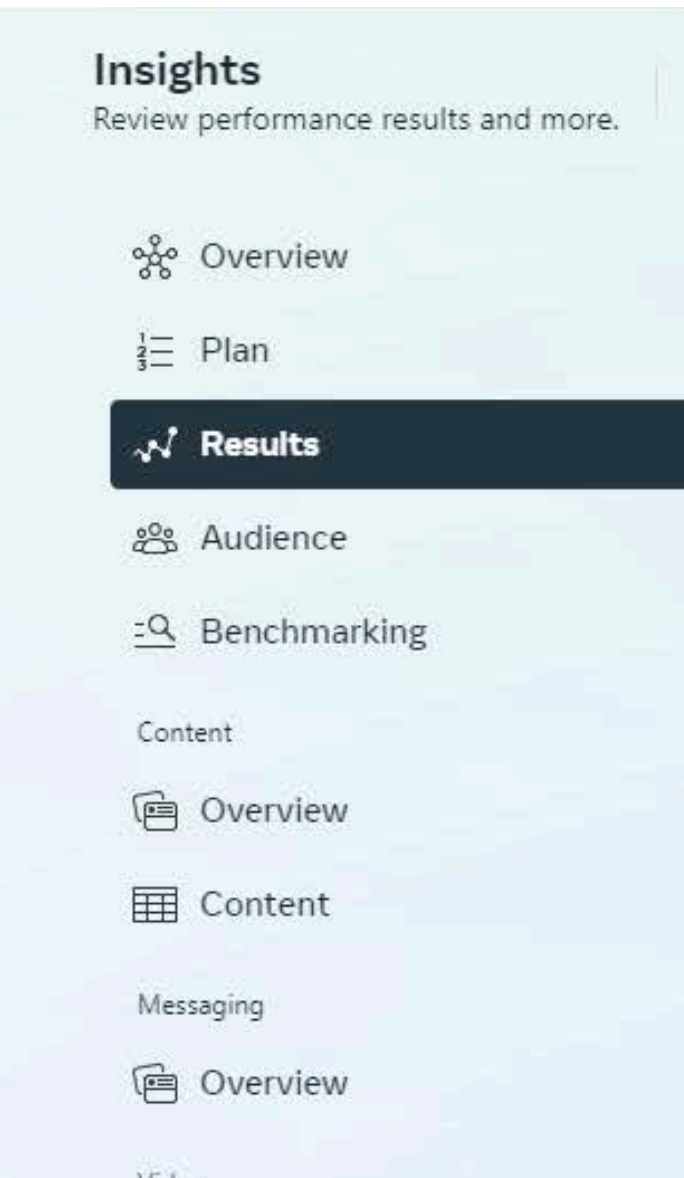 Insights
Review performance results and more.
Overview
Plan
Results
Audience
Benchmarking
Content
Overview
Content
Messaging
Overview